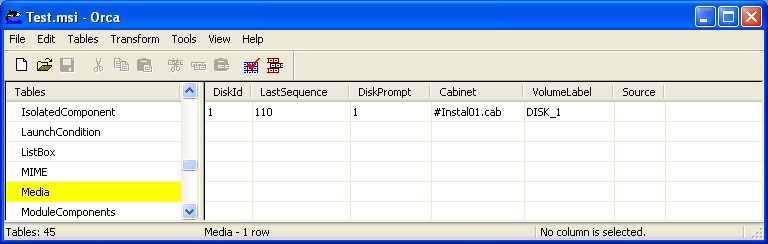 Test.msi - Orca
File Edit Tables Transform Tools View Help
Tables DiskId LastSequence DiskPrompt Cabinet VolumeLabel Source
IsolatedComponent 1 110 1 #Instal01.cab DISK_1
LaunchCondition
ListBox
MIME
Media
ModuleComponents
Tables: 45 Media - 1 row No column is selected.